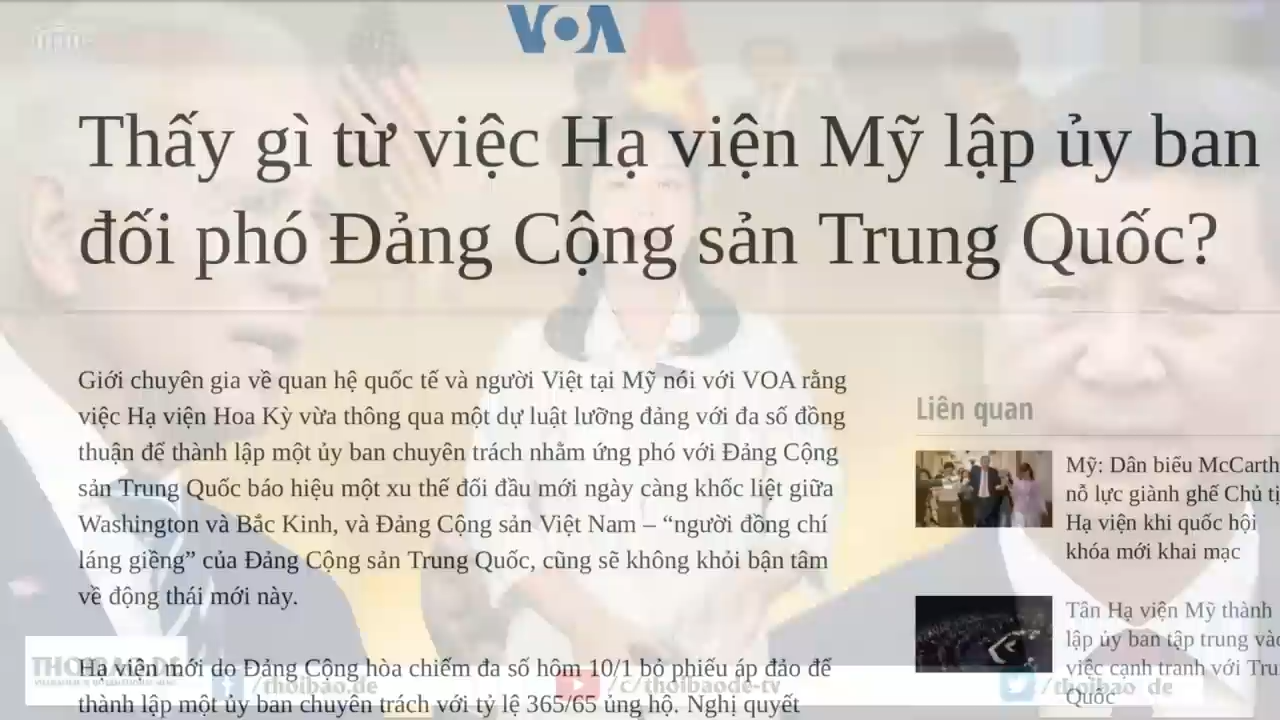 VOA
Thấy gì từ việc Hạ viện Mỹ lập ủy ban
đối phó Đảng Cộng sản Trung Quốc?
Giới chuyên gia về quan hệ quốc tế và người Việt tại Mỹ nói với VOA rằng
việc Hạ viện Hoa Kỳ vừa thông qua một dự luật lưỡng đảng với đa số đồng
thuận để thành lập một ủy ban chuyên trách nhằm ứng phó với Đảng Cộng
sản Trung Quốc báo hiệu một xu thế đối đầu mới ngày càng khốc liệt giữa
Washington và Bắc Kinh, và Đảng Cộng sản Việt Nam – “người đồng chí
láng giềng” của Đảng Cộng sản Trung Quốc, cũng sẽ không khỏi bận tâm
về động thái mới này.
Hạ viện mới do Đảng Cộng hòa chiếm đa số hôm 10/1 bỏ phiếu áp đảo để
thành lập một ủy ban chuyên trách với tỷ lệ 365/65 ủng hộ. Nghị quyết
Liên quan
Mỹ: Dân biểu McCarth
nỗ lực giành ghế Chủ tị
Hạ viện khi quốc hội
khóa mới khai mạc
Tân Hạ viện Mỹ thành
lập ủy ban tập trung và
việc cạnh tranh với Tru
Quốc
THOIBAO.DE
/thoibao.de
/c/thoibaode-tv
/thoibao_de